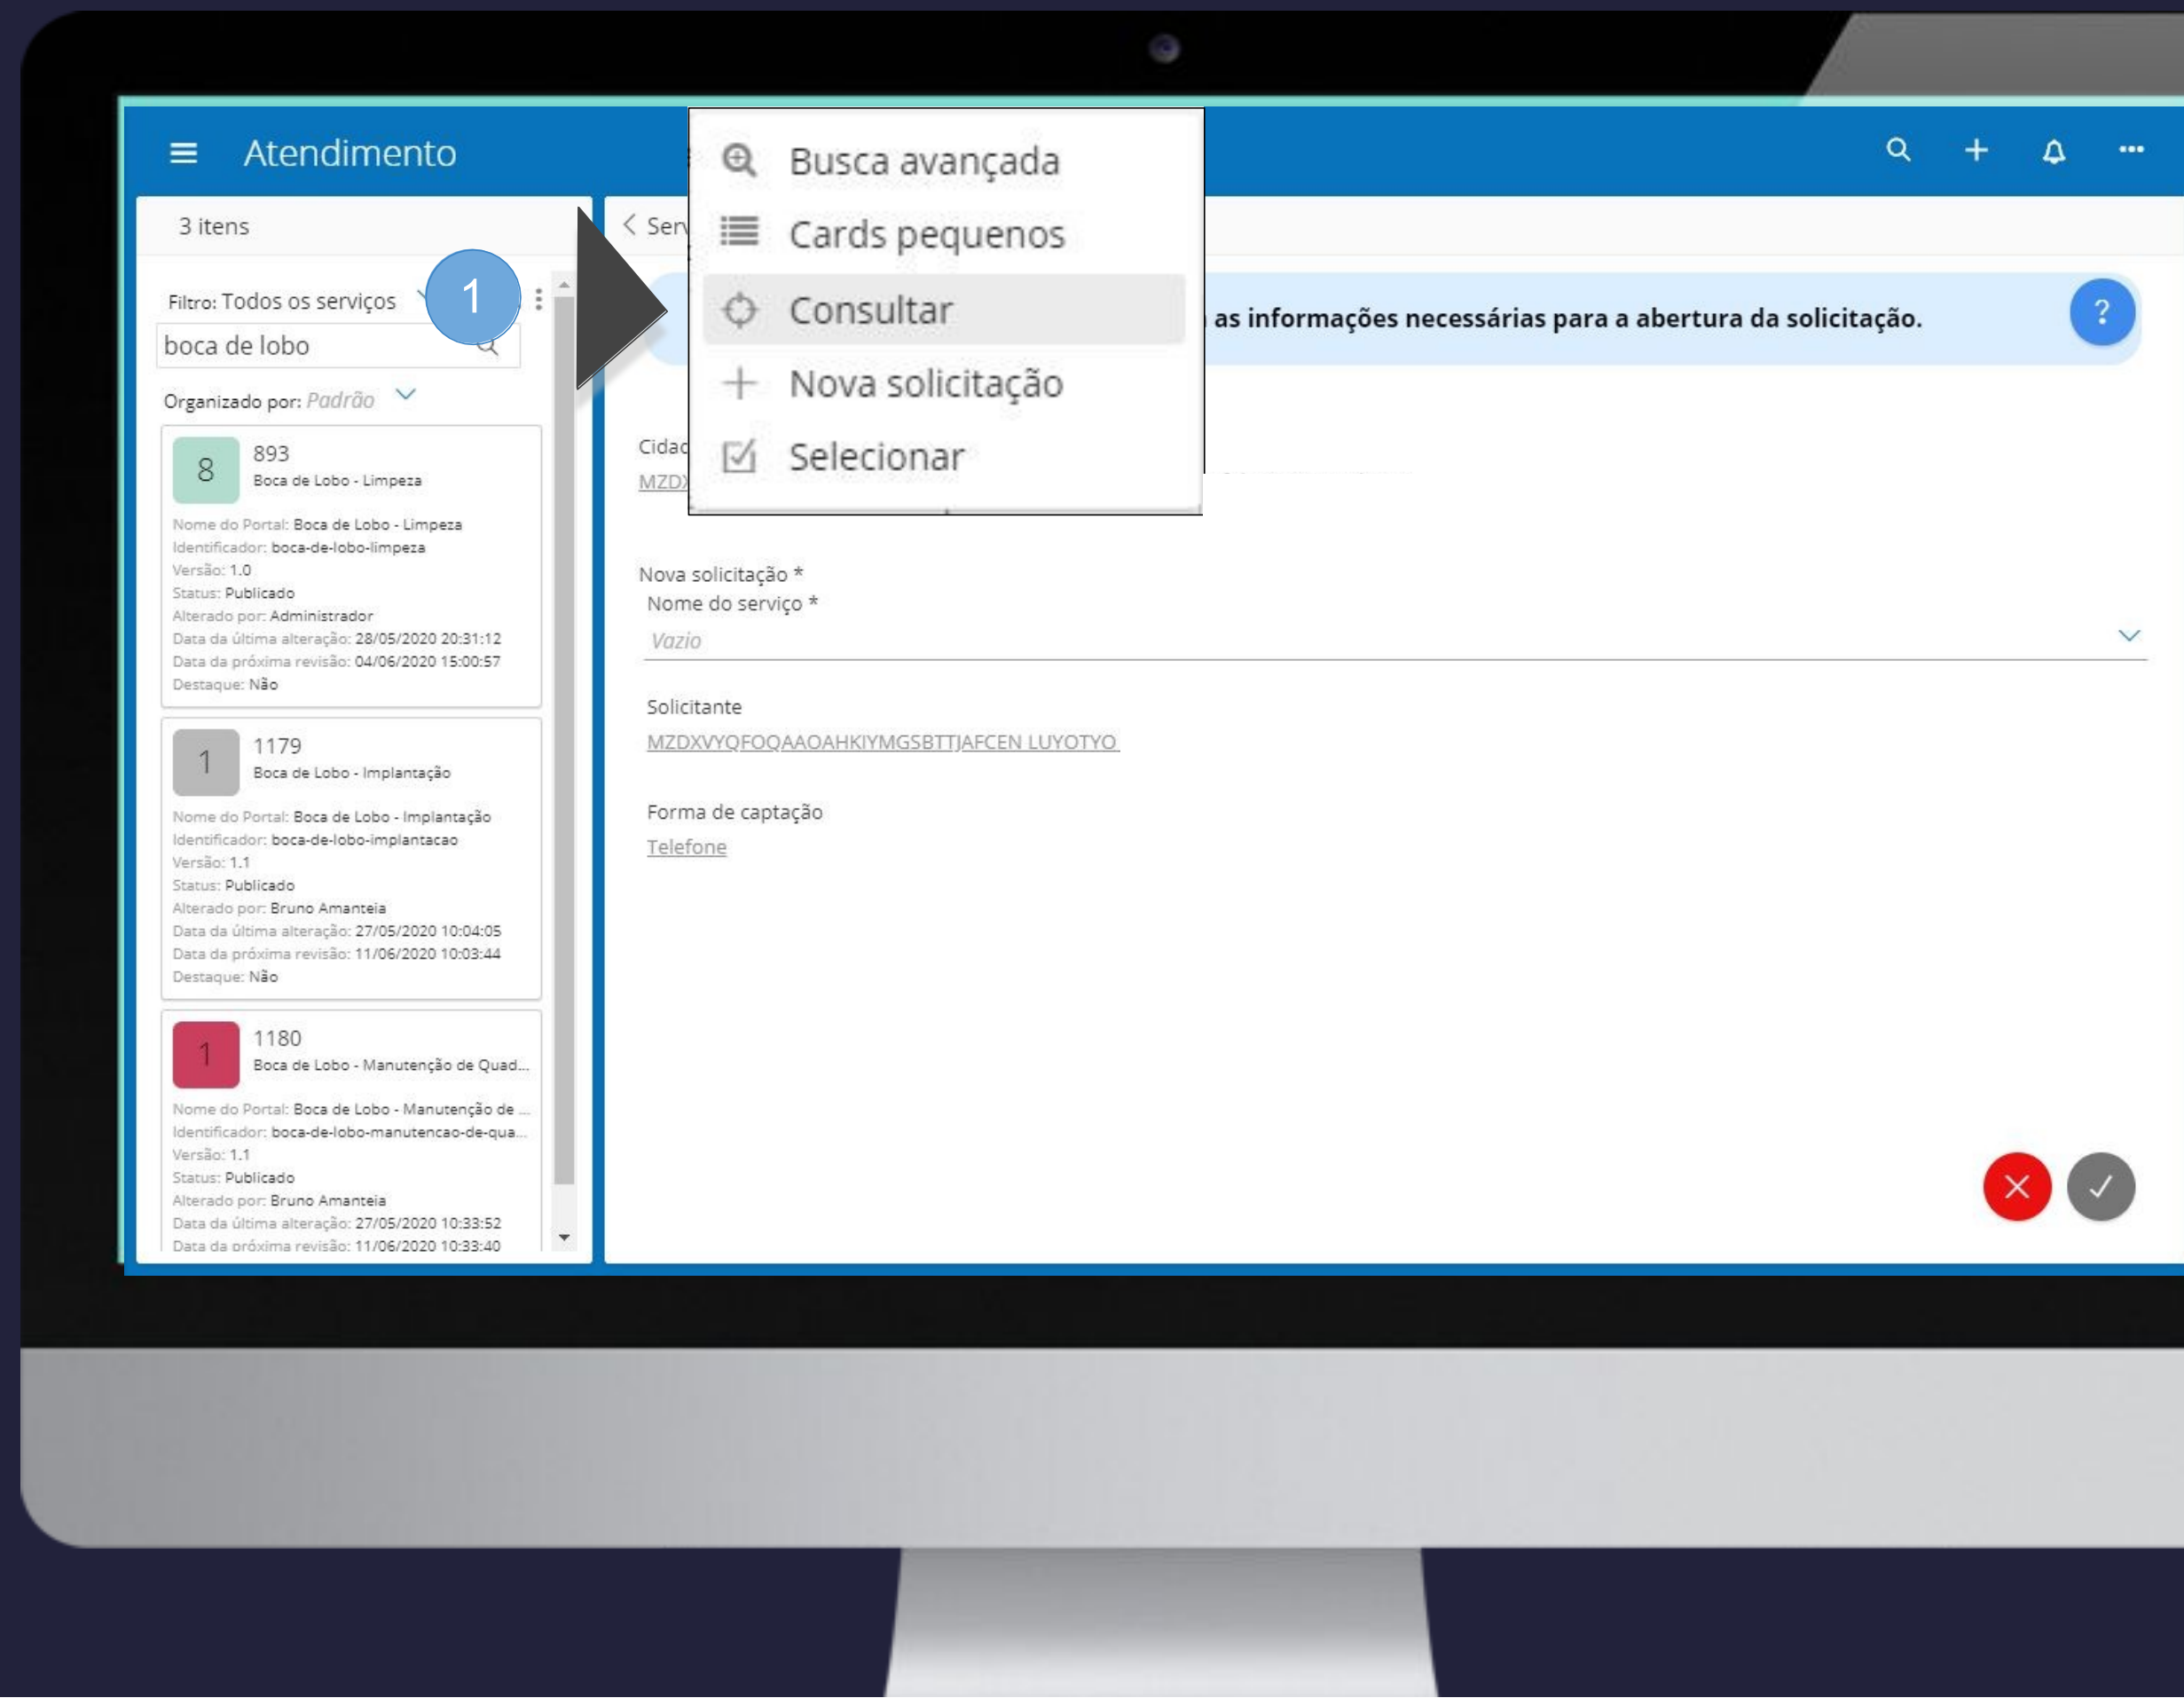 Atendimento
3 itens
Filtro: Todos os serviços
1
boca de lobo
Organizado por: Padrão
8
893
Boca de Lobo - Limpeza
Nome do Portal: Boca de Lobo - Limpeza
Identificador: boca-de-lobo-limpeza
Versão: 1.0
Status: Publicado
Alterado por: Administrador
Data da última alteração: 28/05/2020 20:31:12
Data da próxima revisão: 04/06/2020 15:00:57
Destaque: Não
1
1179
Boca de Lobo - Implantação
Nome do Portal: Boca de Lobo - Implantação
Identificador: boca-de-lobo-implantacao
Versão: 1.1
Status: Publicado
Alterado por: Bruno Amanteia
Data da última alteração: 27/05/2020 10:04:05
Data da próxima revisão: 11/06/2020 10:03:44
Destaque: Não
1
1180
Boca de Lobo - Manutenção de Quad...
Nome do Portal: Boca de Lobo - Manutenção de ...
Identificador: boca-de-lobo-manutencao-de-qua...
Versão: 1.1
Status: Publicado
Alterado por: Bruno Amanteia
Data da última alteração: 27/05/2020 10:33:52
Data da próxima revisão: 11/06/2020 10:33:40
Busca avançada
Cards pequenos
Consultar
Nova solicitação
Selecionar
< Serv
as informações necessárias para a abertura da solicitação.
?
Cidad
MZDX
Nova solicitação *
Nome do serviço *
Vazio
Solicitante
MZDXVYQFOQAAOAHKIYMGSBTTJAFCEN LUYOTYO
Forma de captação
Telefone